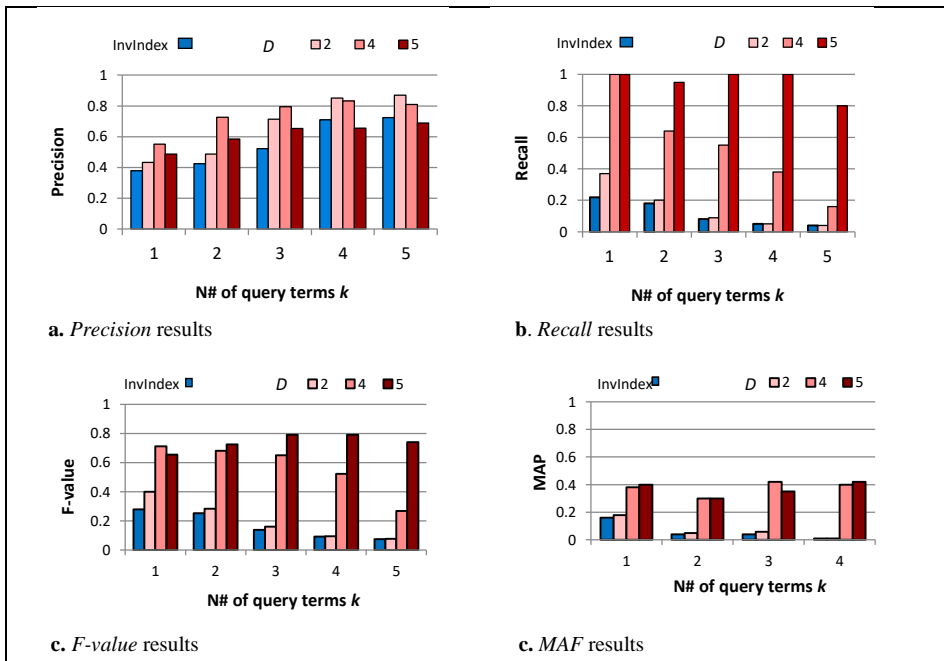 InvIndex D 2 4 5
1
0.8
0.6
0.4
0.2
0
Precision
1 2 3 4 5
N# of query terms k
a. Precision results
InvIndex D 2 4 5
1
0.8
0.6
0.4
0.2
0
Recall
1 2 3 4 5
N# of query terms k
b. Recall results
InvIndex D 2 4 5
1
0.8
0.6
0.4
0.2
0
F-value
1 2 3 4 5
N# of query terms k
c. F-value results
InvIndex D 2 4 5
1
0.8
0.6
0.4
0.2
0
MAP
1 2 3 4
N# of query terms k
c. MAF results